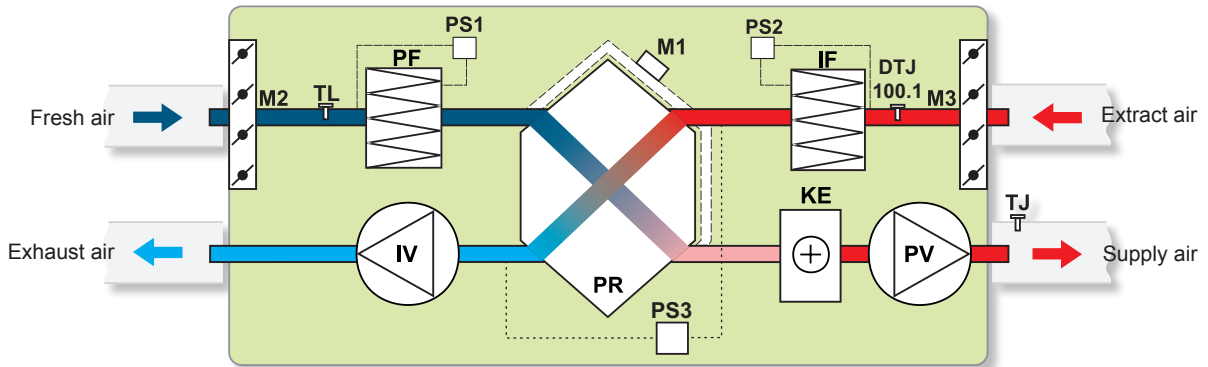 PS1
PS2
M1
PF
IF
DTJ
100.1
M2
TL
M3
Fresh air
Extract air
KE
TJ
Exhaust air
IV
PV
Supply air
PR
PS3